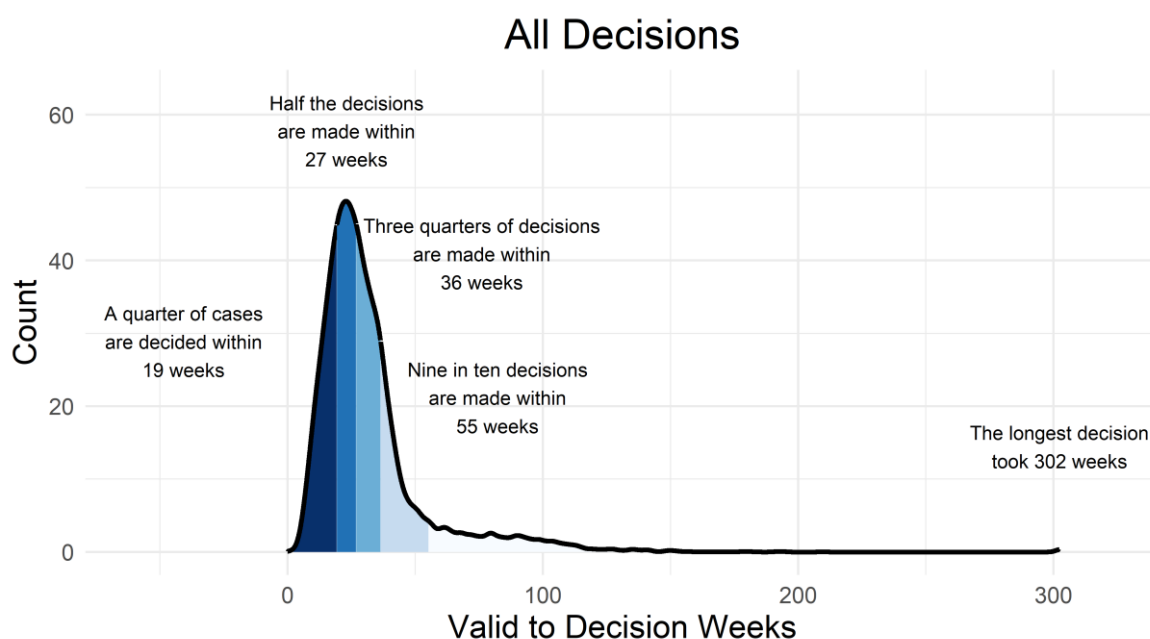 All Decisions
Half the decisions
are made within
27 weeks
Three quarters of decisions
are made within
36 weeks
A quarter of cases
are decided within
19 weeks
Nine in ten decisions
are made within
55 weeks
The longest decision
took 302 weeks
Count
60
40
20
0
0
100
200
300
Valid to Decision Weeks